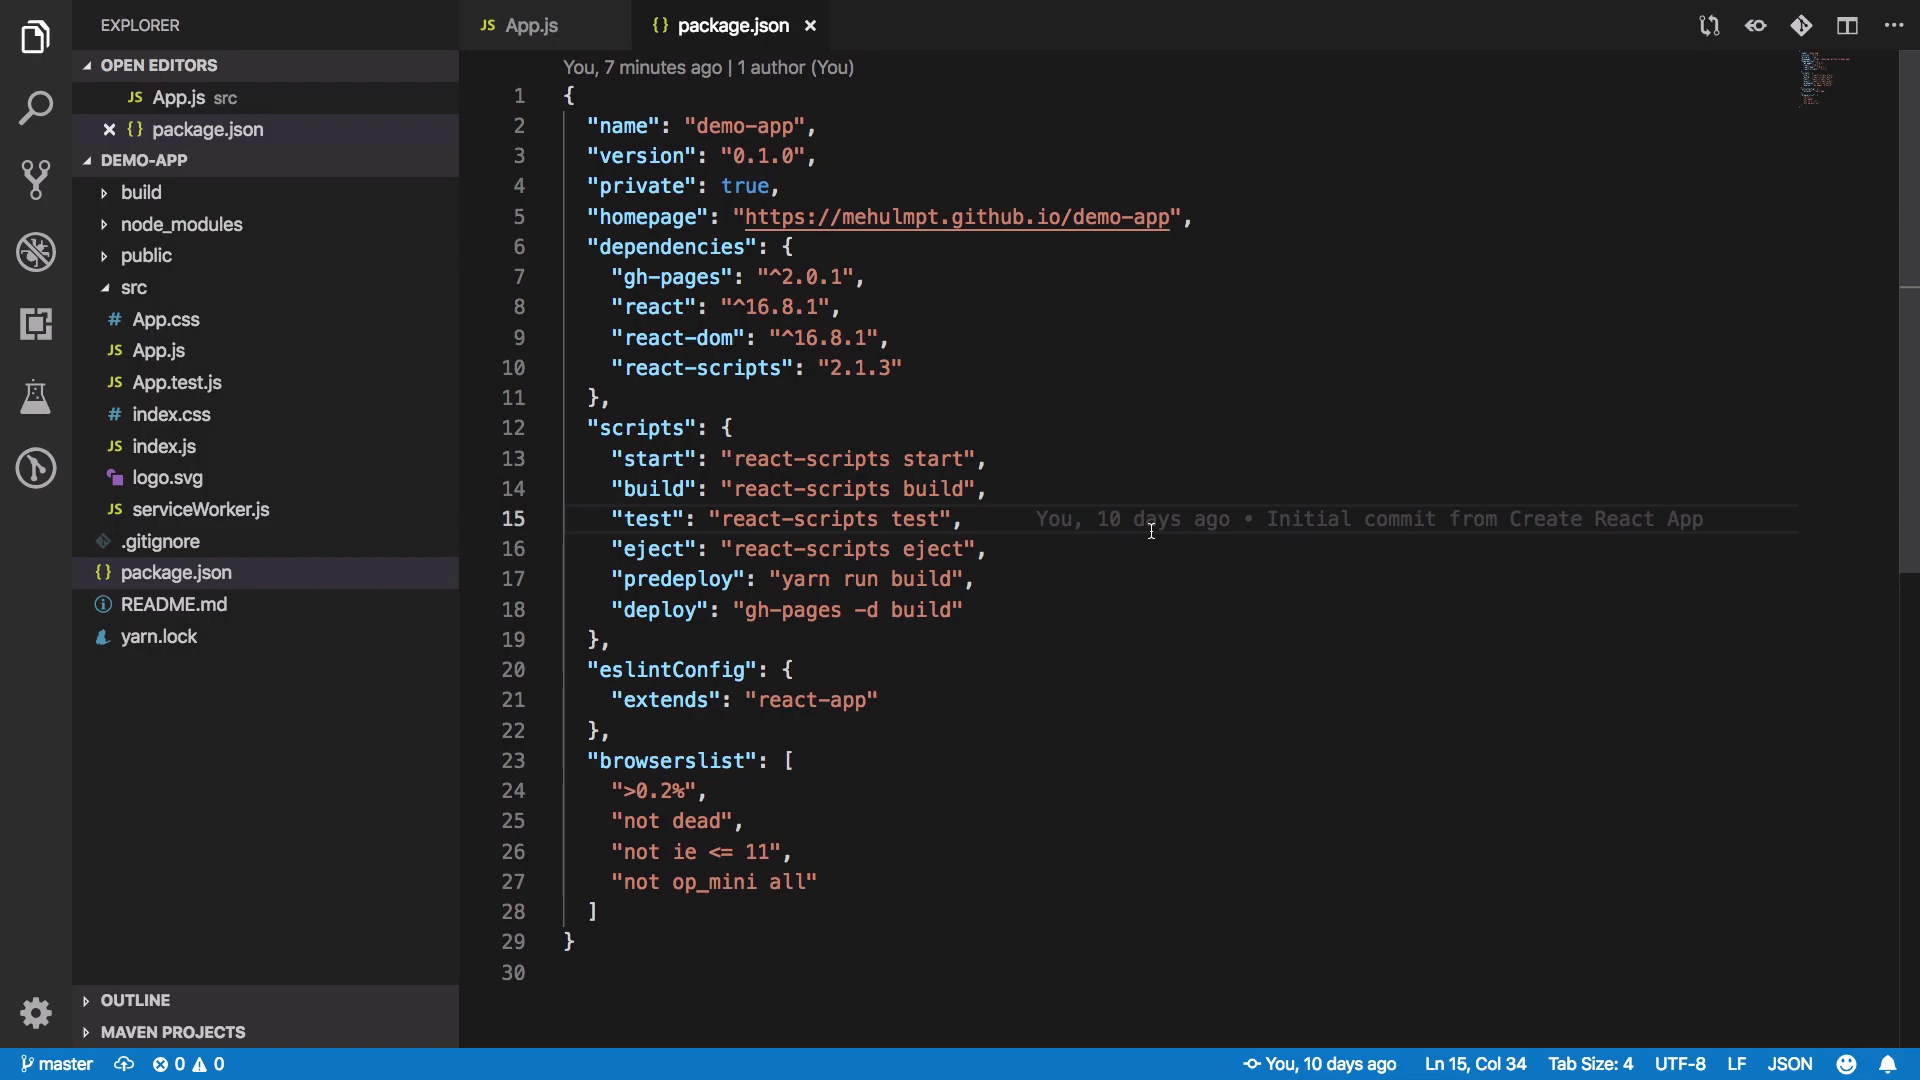 EXPLORER
OPEN EDITORS
JS App.js src
{} package.json
DEMO-APP
build
node_modules
public
src
# App.css
JS App.js
JS App.test.js
# index.css
JS index.js
logo.svg
JS serviceWorker.js
.gitignore
{} package.json
README.md
yarn.lock
OUTLINE
MAVEN PROJECTS
JS App.js {} package.json
You, 7 minutes ago | 1 author (You)
1 {
2 "name": "demo-app",
3 "version": "0.1.0",
4 "private": true,
5 "homepage": "https://mehulmpt.github.io/demo-app",
6 "dependencies": {
7 "gh-pages": "^2.0.1",
8 "react": "^16.8.1",
9 "react-dom": "^16.8.1",
10 "react-scripts": "2.1.3"
11 },
12 "scripts": {
13 "start": "react-scripts start",
14 "build": "react-scripts build",
15 "test": "react-scripts test", You, 10 days ago • Initial commit from Create React App
16 "eject": "react-scripts eject",
17 "predeploy": "yarn run build",
18 "deploy": "gh-pages -d build"
19 },
20 "eslintConfig": {
21 "extends": "react-app"
22 },
23 "browserslist": [
24 ">0.2%",
25 "not dead",
26 "not ie <= 11",
27 "not op_mini all"
28 ]
29 }
30
master 0 0 You, 10 days ago Ln 15, Col 34 Tab Size: 4 UTF-8 LF JSON